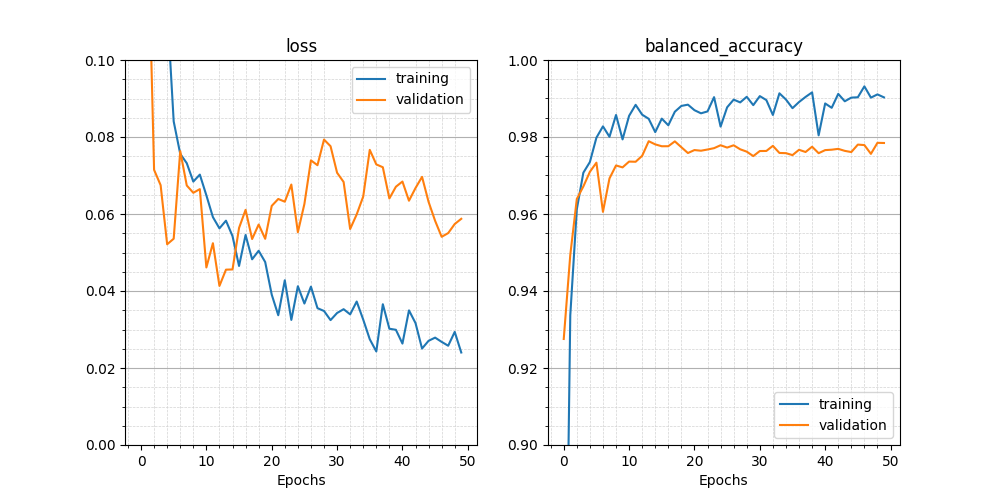 loss
0.10
0.08
0.06
0.04
0.02
0.00
0 10 20 30 40 50
Epochs
training
validation
balanced_accuracy
1.00
0.98
0.96
0.94
0.92
0.90
0 10 20 30 40 50
Epochs
training
validation